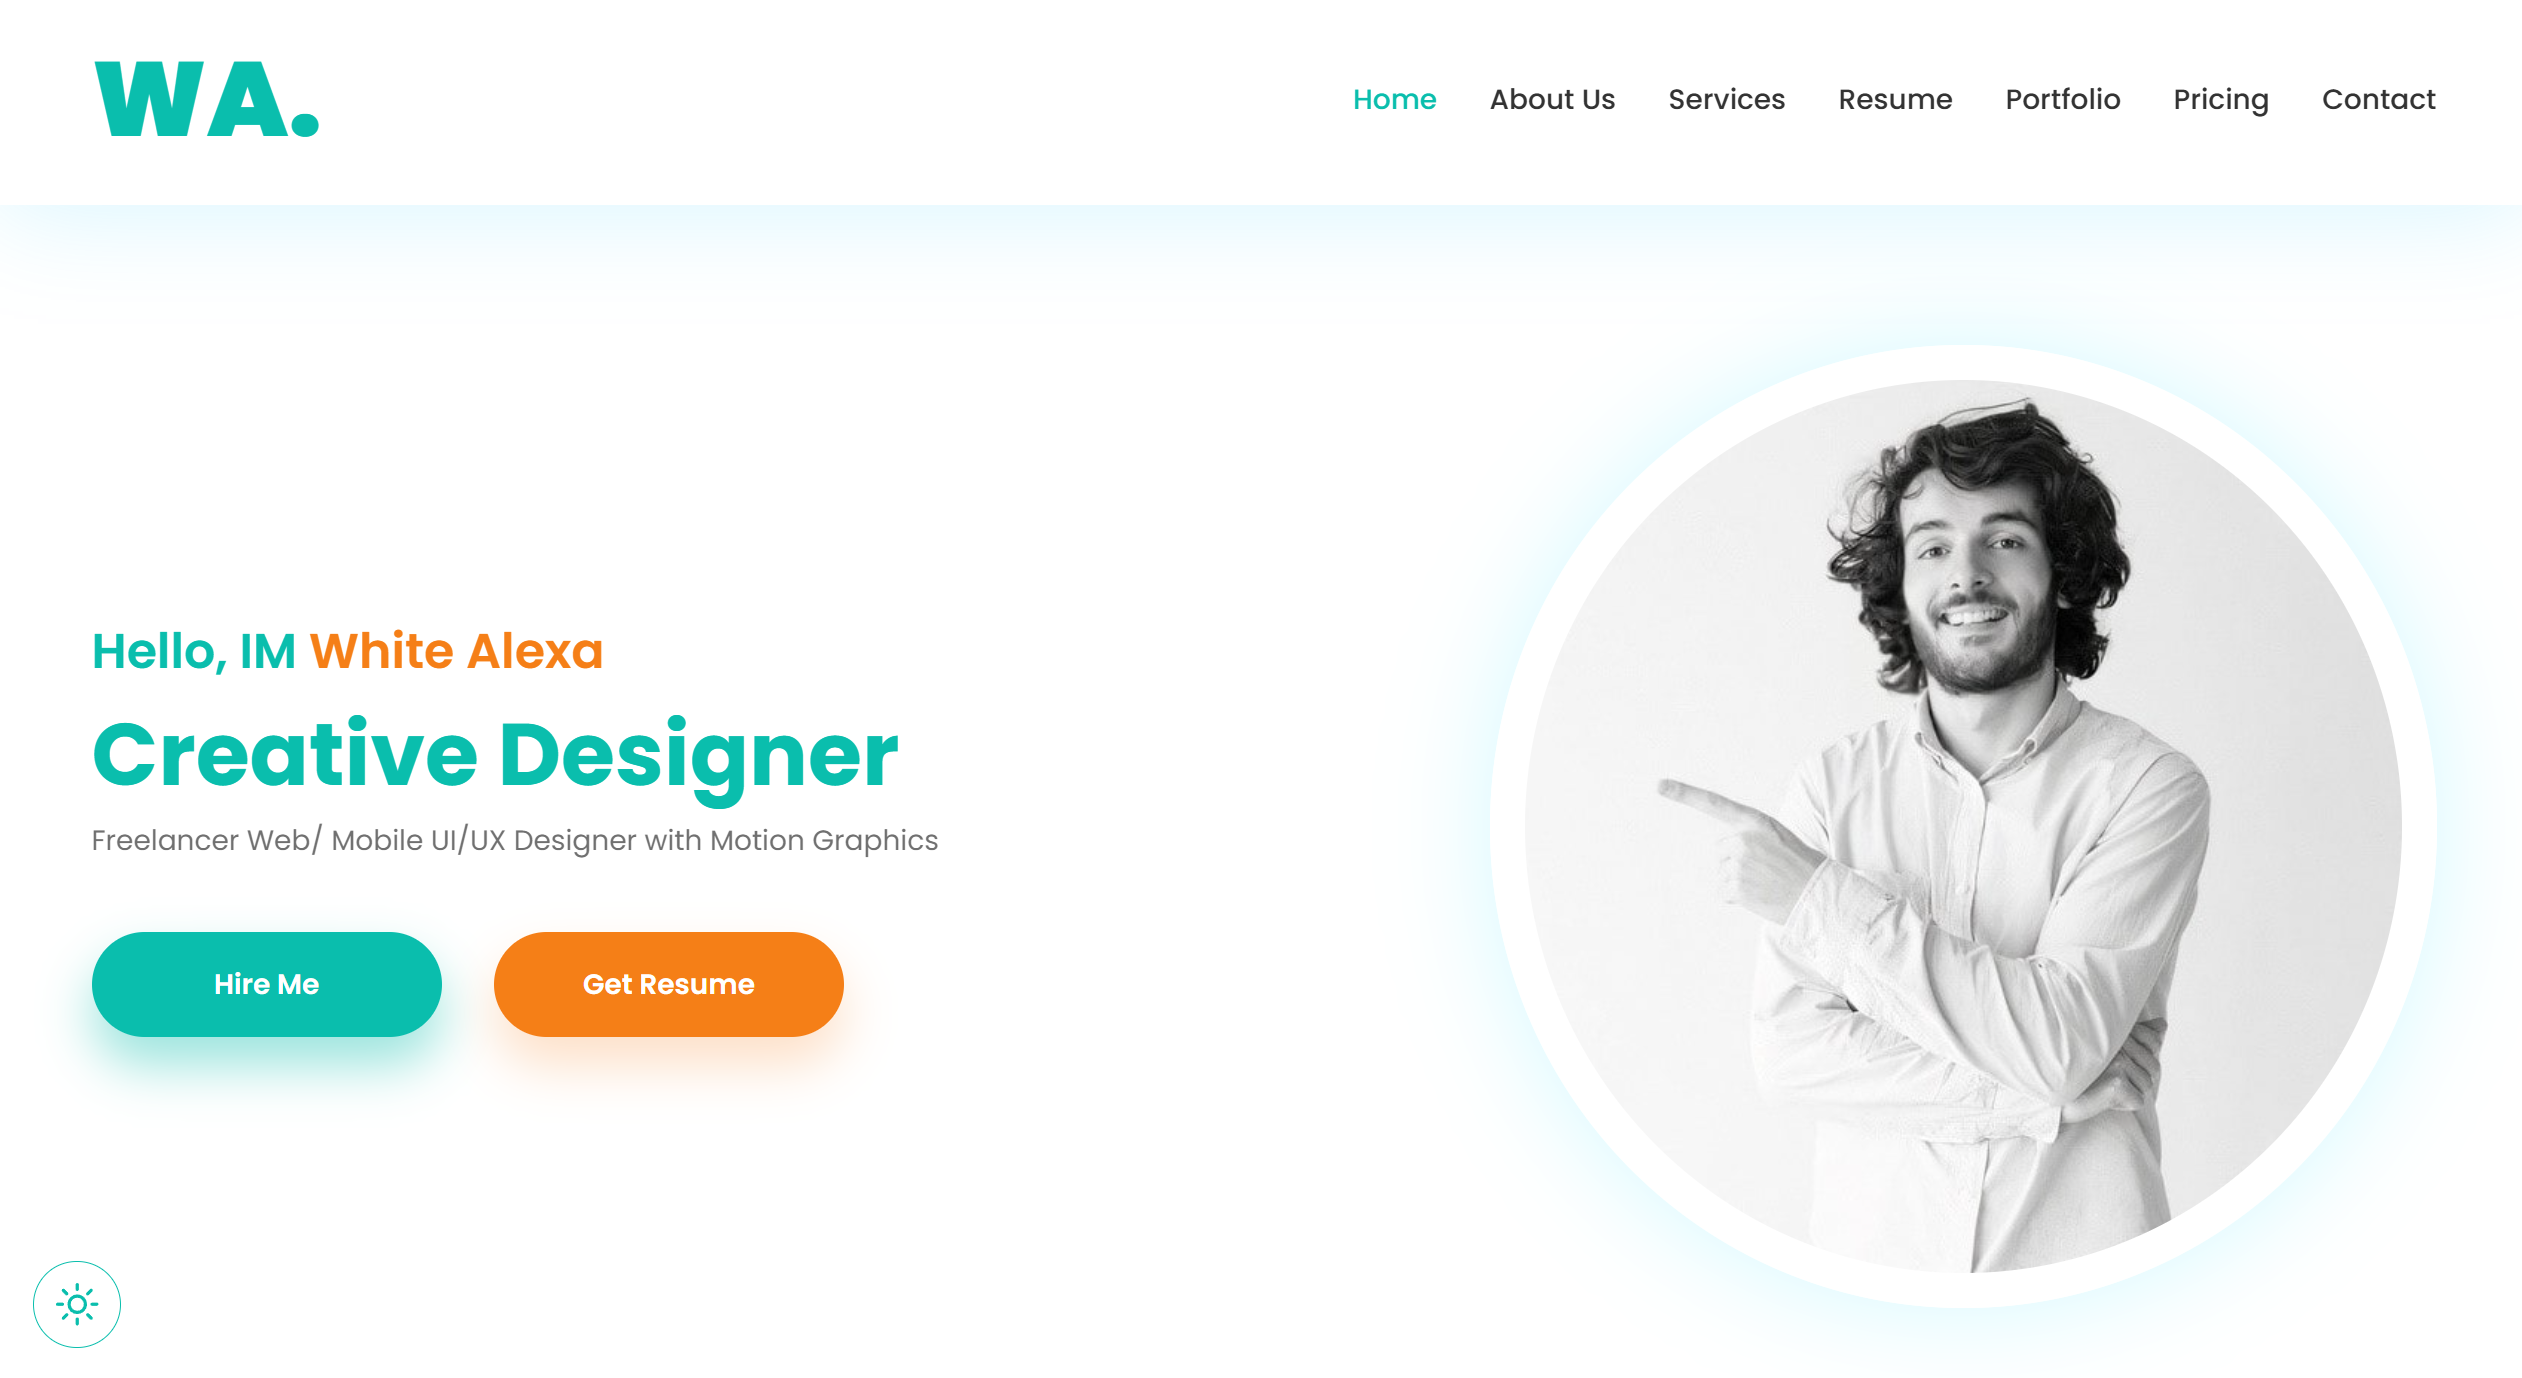 WA.
Home About Us Services Resume Portfolio Pricing Contact
Hello, IM White Alexa
Creative Designer
Freelancer Web/ Mobile UI/UX Designer with Motion Graphics
Hire Me Get Resume